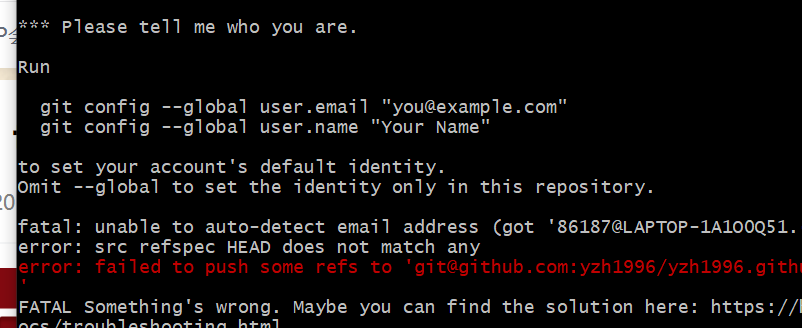 *** Please tell me who you are.
Run
git config --global user.email "you@example.com"
git config --global user.name "Your Name"
to set your account's default identity.
Omit --global to set the identity only in this repository.
fatal: unable to auto-detect email address (got '86187@LAPTOP-1A1O0Q51.
error: src refspec HEAD does not match any
error: failed to push some refs to 'git@github.com:yzh1996/yzh1996.githu
'
FATAL Something's wrong. Maybe you can find the solution here: https://h
ocs/troubleshooting.html